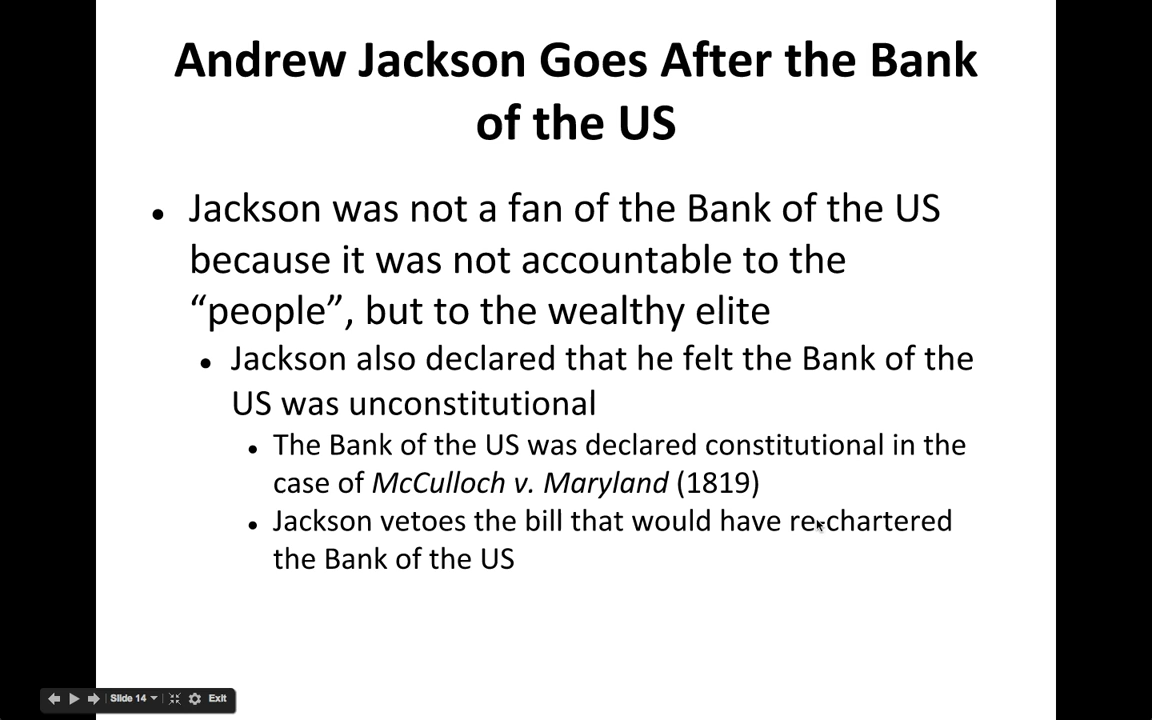 Andrew Jackson Goes After the Bank
of the US
• Jackson was not a fan of the Bank of the US
because it was not accountable to the
“people”, but to the wealthy elite
• Jackson also declared that he felt the Bank of the
US was unconstitutional
• The Bank of the US was declared constitutional in the
case of McCulloch v. Maryland (1819)
• Jackson vetoes the bill that would have re-chartered
the Bank of the US
Slide 14 Exit